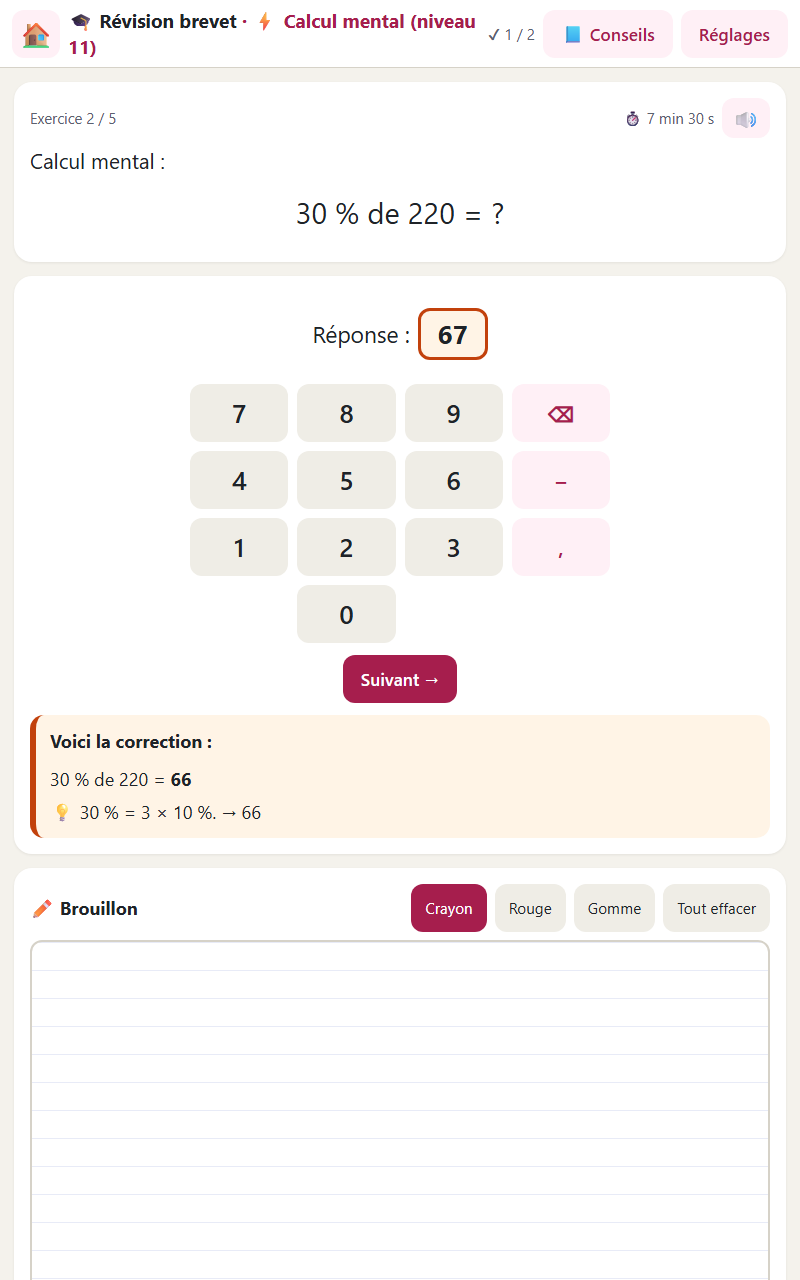 🎓 Révision brevet · ⚡ Calcul mental (niveau 11)
✓ 1 / 2
📘 Conseils
Réglages
Exercice 2 / 5
⏱ 7 min 30 s
Calcul mental :
30 % de 220 = ?
Réponse : 67
7 8 9 ⌫
4 5 6 −
1 2 3 ,
0
Suivant →
Voici la correction :
30 % de 220 = 66
💡 30 % = 3 × 10 %. → 66
✏️ Brouillon
Crayon
Rouge
Gomme
Tout effacer